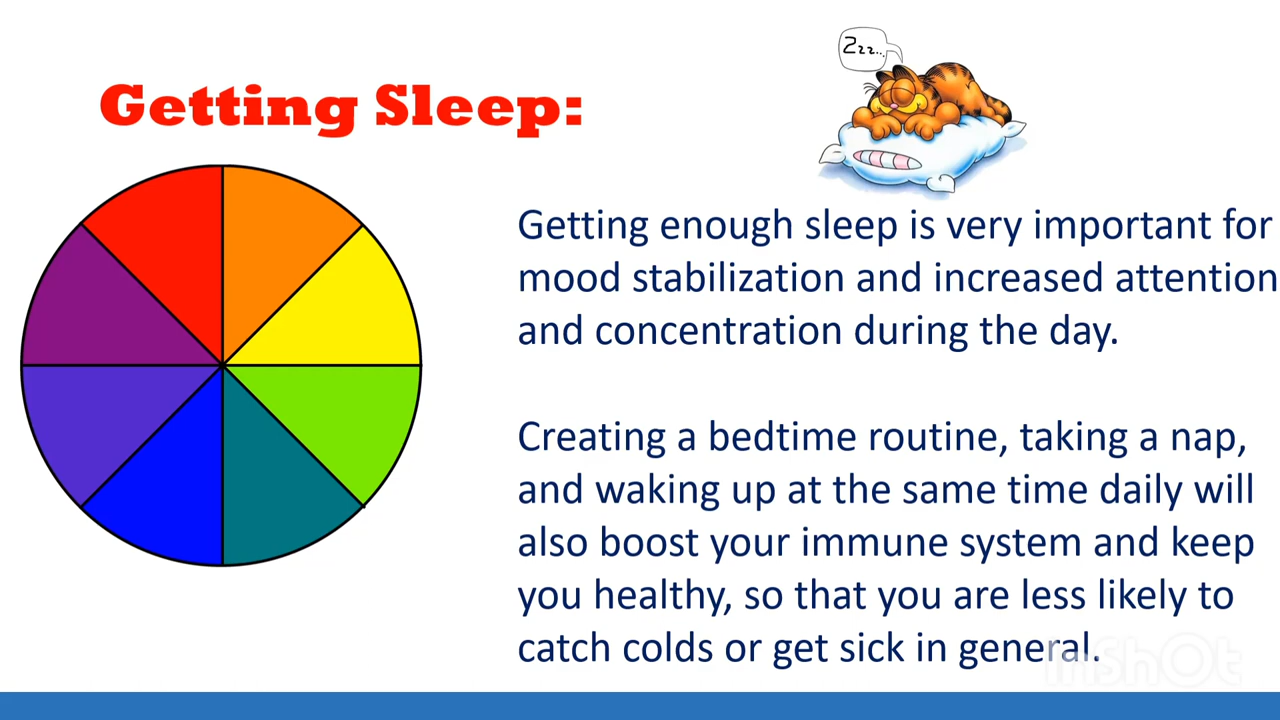 Zzz...
Getting Sleep:
Getting enough sleep is very important for
mood stabilization and increased attention
and concentration during the day.
Creating a bedtime routine, taking a nap,
and waking up at the same time daily will
also boost your immune system and keep
you healthy, so that you are less likely to
catch colds or get sick in general.
InShOt